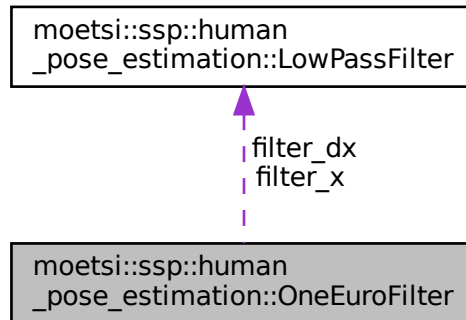 moetsi::ssp::human
_pose_estimation::LowPassFilter
filter_dx
filter_x
moetsi::ssp::human
_pose_estimation::OneEuroFilter